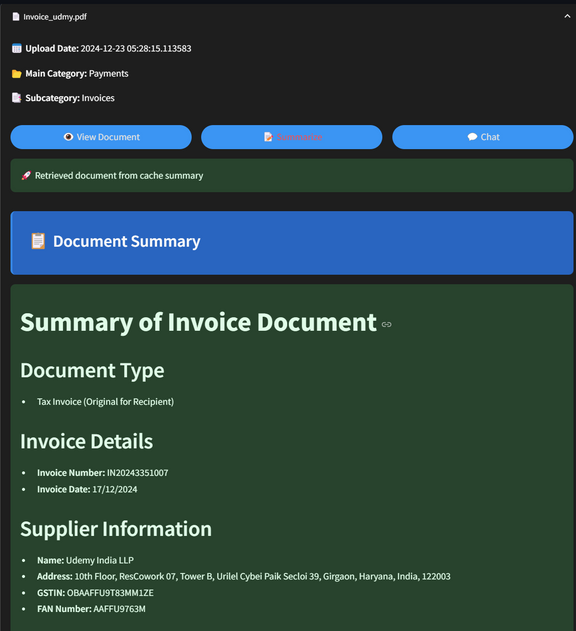 Invoice_udmy.pdf
Upload Date: 2024-12-23 05:28:15.113583
Main Category: Payments
Subcategory: Invoices
View Document
Summarize
Chat
Retrieved document from cache summary
Document Summary
Summary of Invoice Document
Document Type
Tax Invoice (Original for Recipient)
Invoice Details
Invoice Number: IN20243351007
Invoice Date: 17/12/2024
Supplier Information
Name: Udemy India LLP
Address: 10th Floor, ResCowork 07, Tower B, Urilel Cybei Paik Secloi 39, Girgaon, Haryana, India, 122003
GSTIN: OBAAFFU9T83MM1ZE
FAN Number: AAFFU9763M